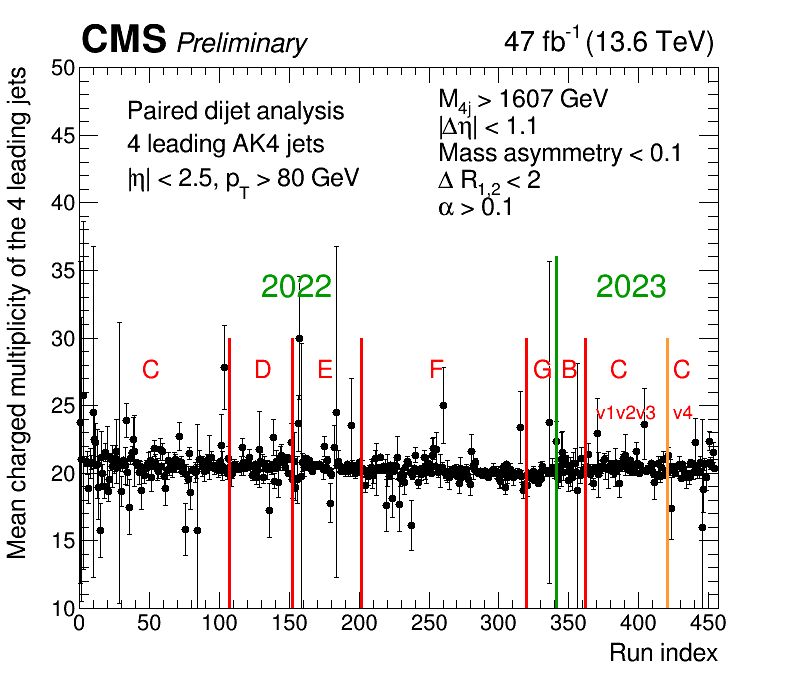 CMS Preliminary
47 fb⁻¹ (13.6 TeV)
Mean charged multiplicity of the 4 leading jets
50
45
40
35
30
25
20
15
10
Paired dijet analysis
4 leading AK4 jets
|η| < 2.5, p_T > 80 GeV
M_4j > 1607 GeV
|Δη| < 1.1
Mass asymmetry < 0.1
Δ R_1,2 < 2
α > 0.1
2022
2023
C D E F G B C C
v1v2v3 v4
0 50 100 150 200 250 300 350 400 450
Run index